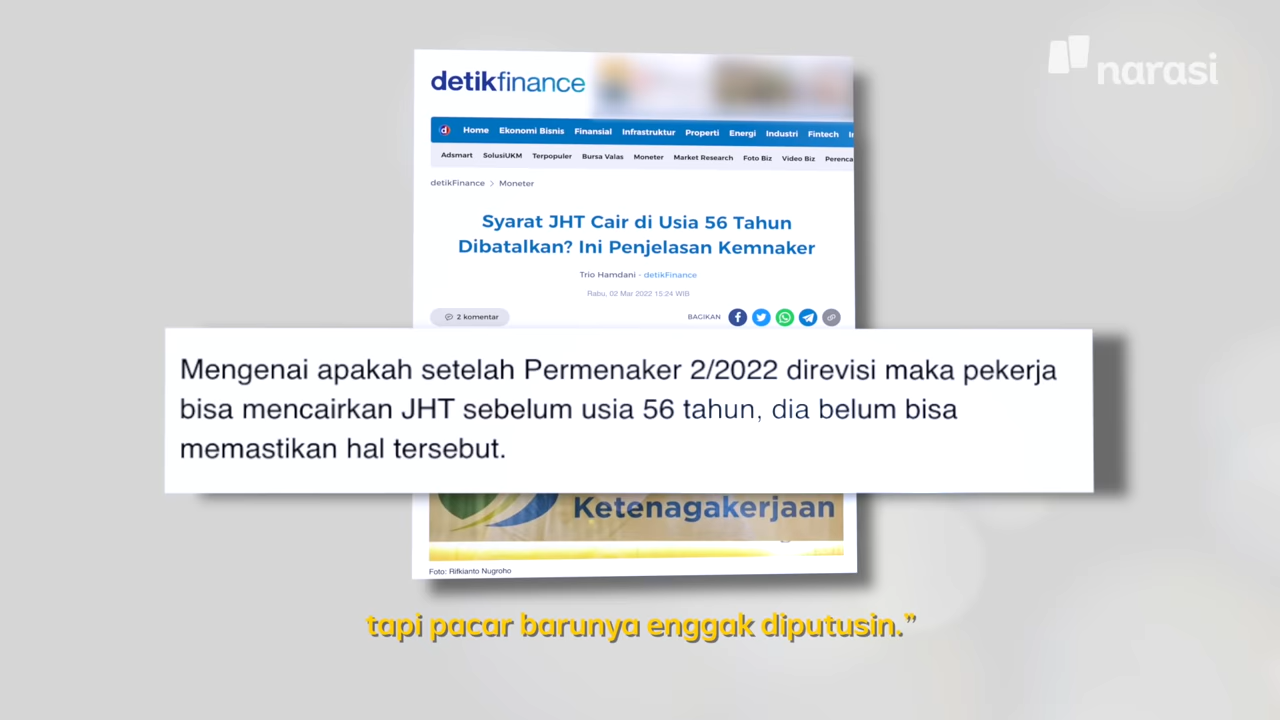 narasi
detikfinance
Home Ekonomi Bisnis Finansial Infrastruktur Properti Energi Industri Fintech
Adsmart SolusiUKM Terpopuler Bursa Valas Moneter Market Research Foto Biz Video Biz
detikFinance > Moneter
Syarat JHT Cair di Usia 56 Tahun
Dibatalkan? Ini Penjelasan Kemnaker
Trio Hamdani - detikFinance
Rabu, 02 Mar 2022 15:24 WIB
2 komentar
BAGIKAN
Mengenai apakah setelah Permenaker 2/2022 direvisi maka pekerja
bisa mencairkan JHT sebelum usia 56 tahun, dia belum bisa
memastikan hal tersebut.
Ketenagakerjaan
Foto: Rifkianto Nugroho
tapi pacar barunya enggak diputusin.”